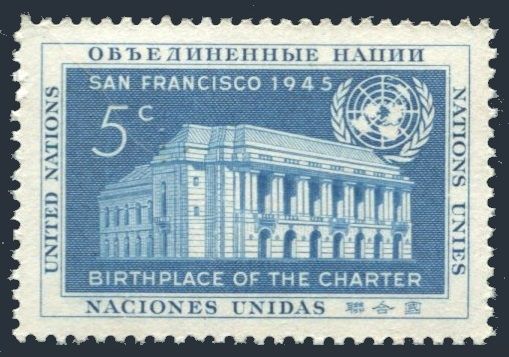 ОБЪЕДИНЕННЫЕ НАЦИИ
SAN FRANCISCO 1945
5c
UNITED NATIONS
NATIONS UNIES
BIRTHPLACE OF THE CHARTER
NACIONES UNIDAS 聯合國